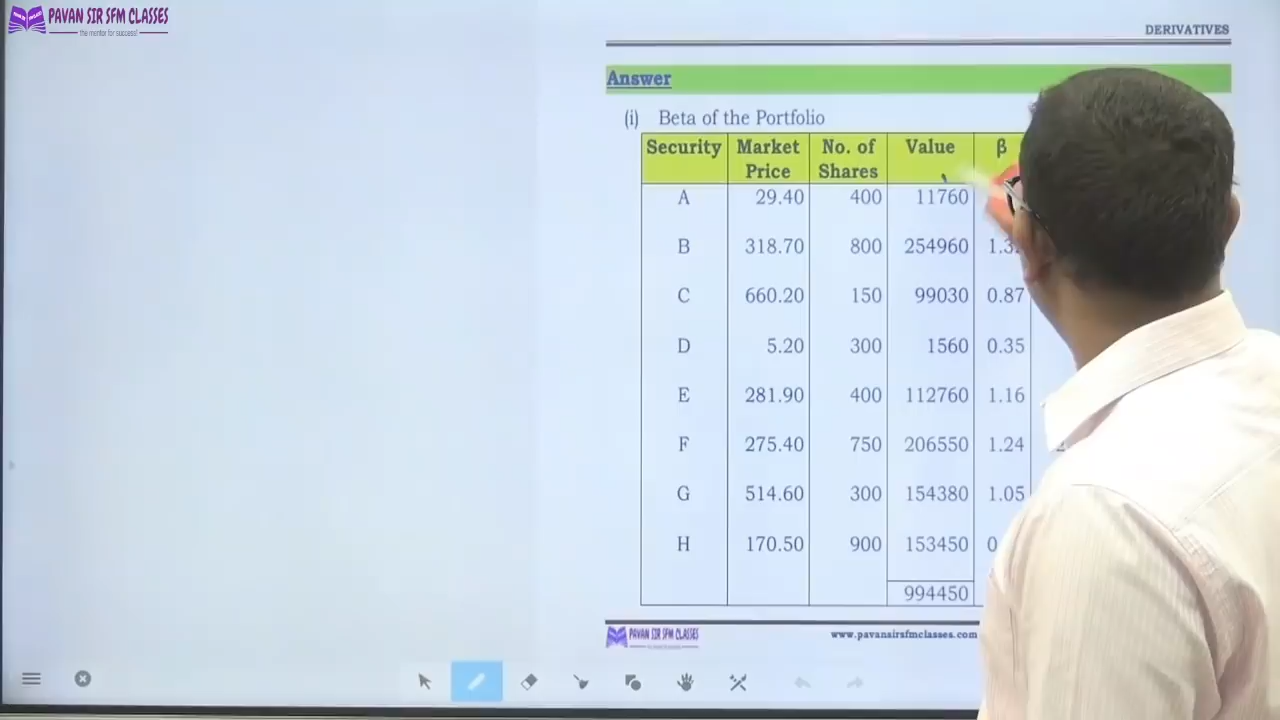 PAVAN SIR SFM CLASSES
the mentor for success!
DERIVATIVES
Answer
(i) Beta of the Portfolio
Security Market Price No. of Shares Value β
A 29.40 400 11760
B 318.70 800 254960
C 660.20 150 99030 0.87
D 5.20 300 1560 0.35
E 281.90 400 112760 1.16
F 275.40 750 206550 1.24
G 514.60 300 154380 1.05
H 170.50 900 153450
994450
PAVAN SIR SFM CLASSES
www.pavansirsfmclasses.com